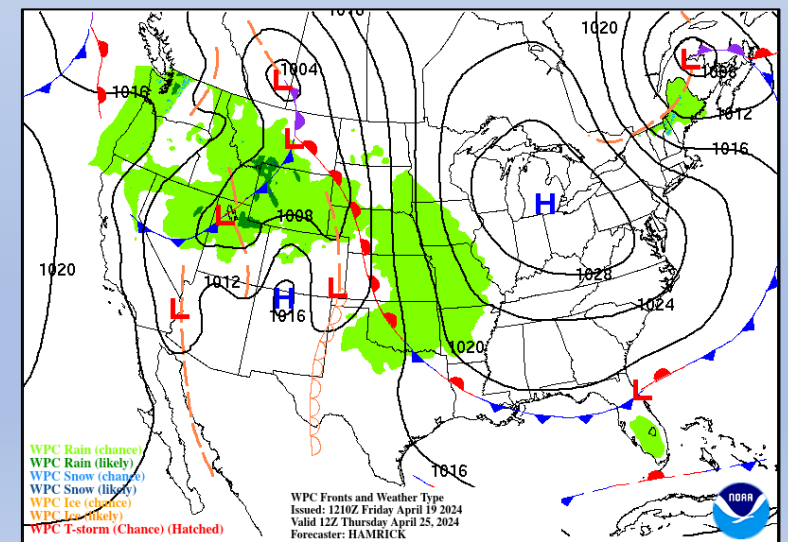 1016
1020
1004
1008
1016
1012
1016
1008
1020
1012
1016
1028
1024
1020
1016
L
L
L
L
L
L
L
H
H
WPC Rain (chance)
WPC Rain (likely)
WPC Snow (chance)
WPC Snow (likely)
WPC Ice (chance)
WPC Ice (likely)
WPC T-storm (Chance) (Hatched)
WPC Fronts and Weather Type
Issued: 1210Z Friday April 19 2024
Valid 12Z Thursday April 25, 2024
Forecaster: HAMRICK
NOAA